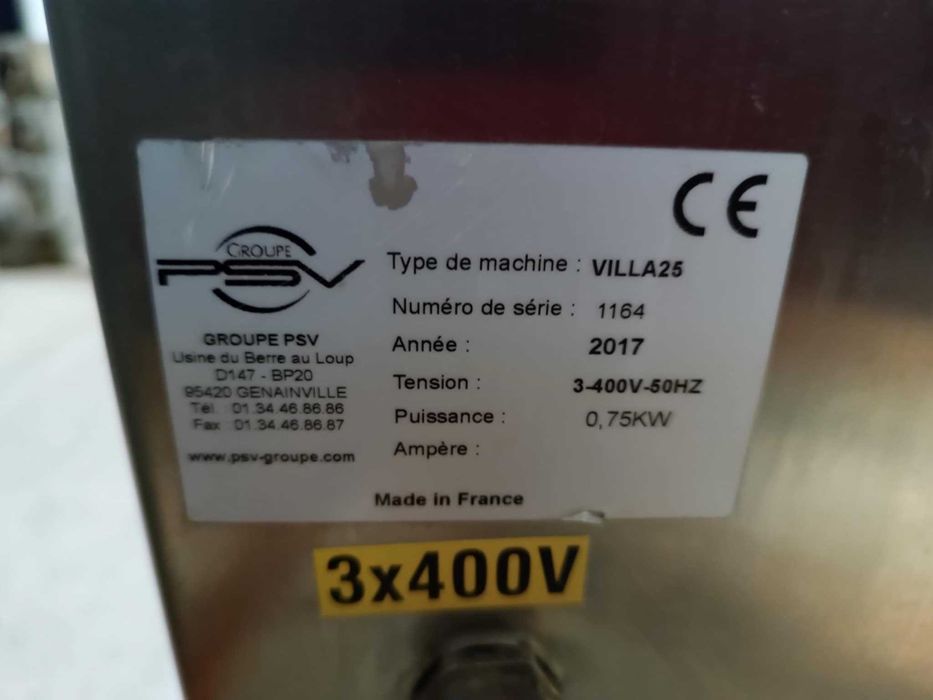 CE
GROUPE
PSV
GROUPE PSV
Usine du Berre au Loup
D147 - BP20
95420 GENAINVILLE
Tél : 01.34.46.86.86
Fax : 01.34.46.86.87
www.psv-groupe.com
Type de machine : VILLA25
Numéro de série : 1164
Année : 2017
Tension : 3-400V-50HZ
Puissance : 0,75KW
Ampère :
Made in France
3x400V